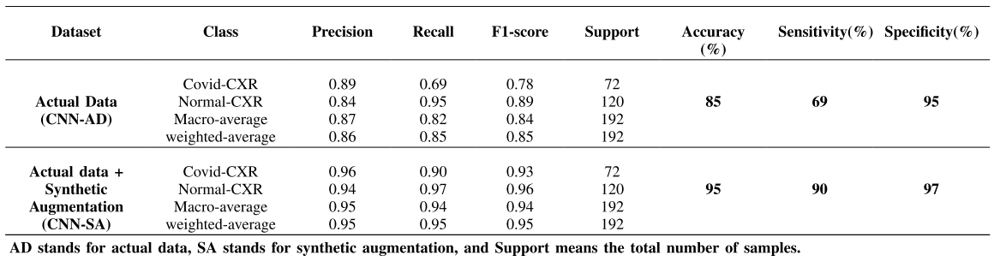 Dataset Class Precision Recall F1-score Support Accuracy (%) Sensitivity(%) Specificity(%)
Covid-CXR 0.89 0.69 0.78 72
Actual Data Normal-CXR 0.84 0.95 0.89 120 85 69 95
(CNN-AD) Macro-average 0.87 0.82 0.84 192
weighted-average 0.86 0.85 0.85 192
Actual data + Covid-CXR 0.96 0.90 0.93 72
Synthetic Normal-CXR 0.94 0.97 0.96 120 95 90 97
Augmentation Macro-average 0.95 0.94 0.94 192
(CNN-SA) weighted-average 0.95 0.95 0.95 192
AD stands for actual data, SA stands for synthetic augmentation, and Support means the total number of samples.